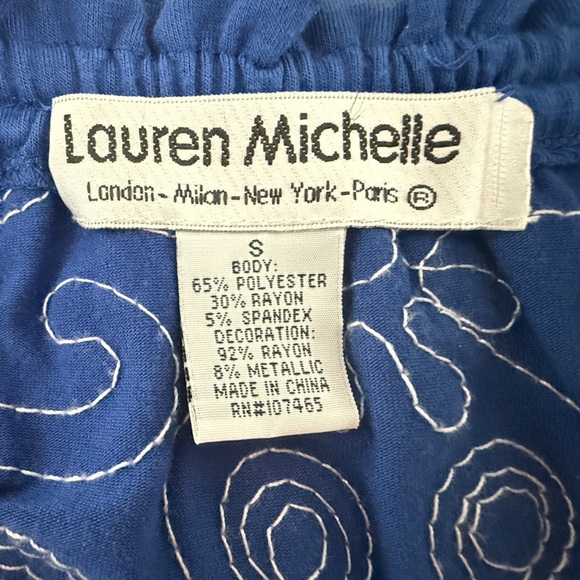 Lauren Michelle
London-Milan-New York-Paris ®
S
BODY:
65% POLYESTER
30% RAYON
5% SPANDEX
DECORATION:
92% RAYON
8% METALLIC
MADE IN CHINA
RN#107465